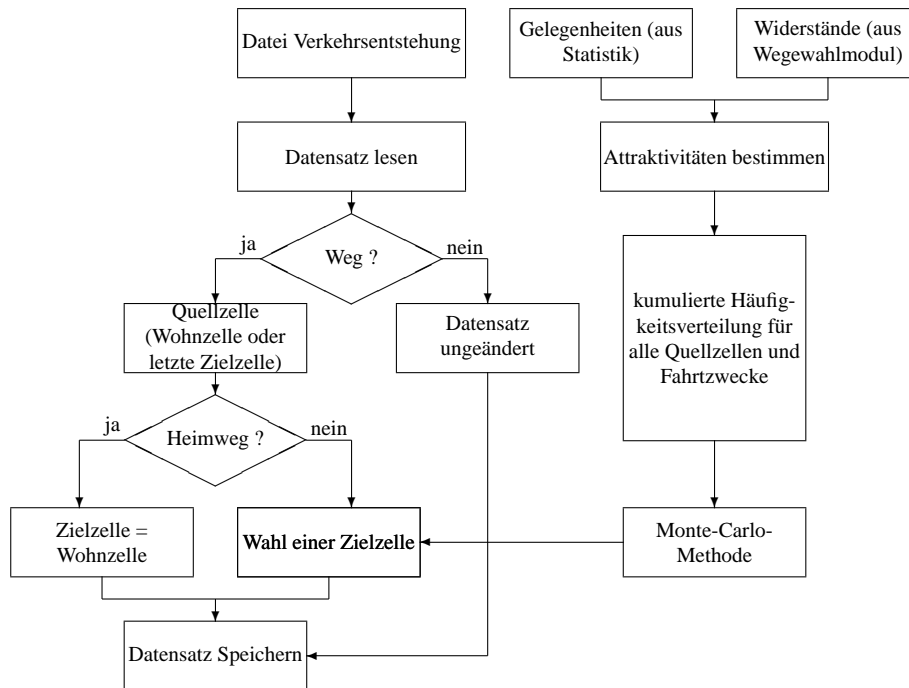 Datei Verkehrsentstehung
Gelegenheiten (aus
Statistik)
Widerstände (aus
Wegewahlmodul)
Datensatz lesen
Attraktivitäten bestimmen
ja
Weg ?
nein
Quellzelle
(Wohnzelle oder
letzte Zielzelle)
Datensatz
ungeändert
kumulierte Häufig-
keitsverteilung für
alle Quellzellen und
Fahrtzwecke
ja
Heimweg ?
nein
Zielzelle =
Wohnzelle
Wahl einer Zielzelle
Monte-Carlo-
Methode
Datensatz Speichern